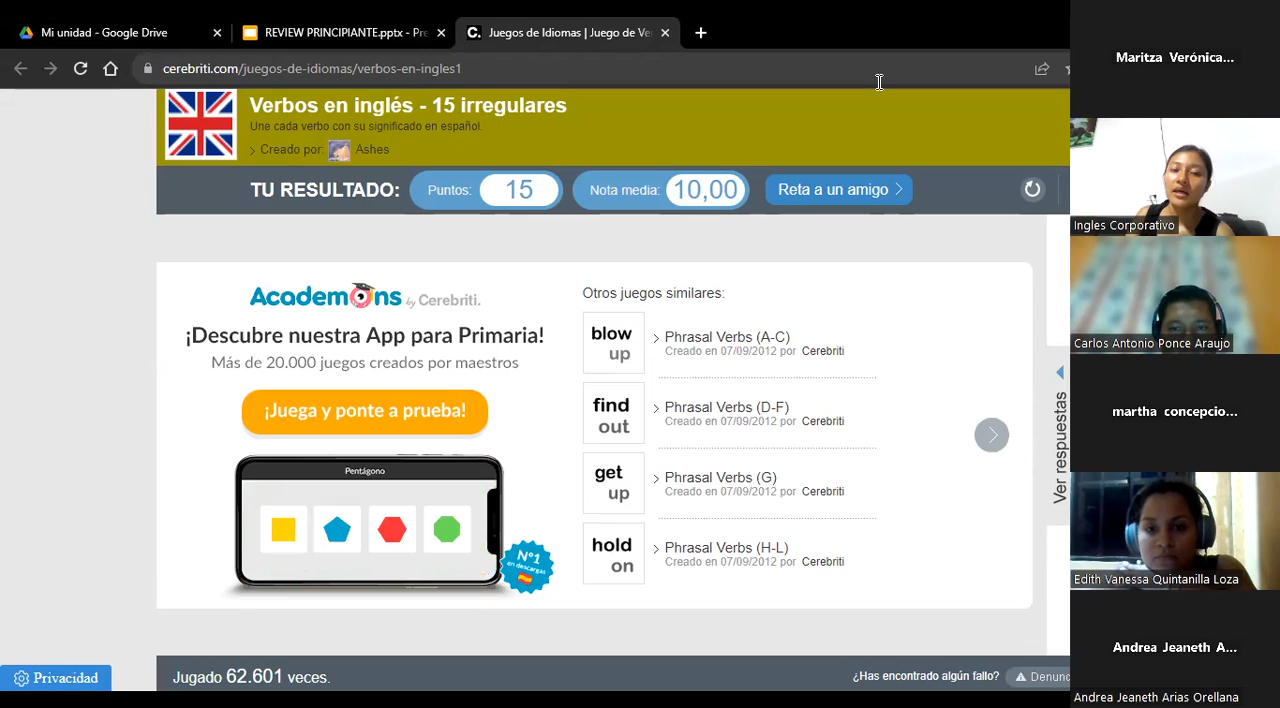 Mi unidad - Google Drive
REVIEW PRINCIPIANTE.pptx - Pre
C. Juegos de Idiomas | Juego de Ve
cerebriti.com/juegos-de-idiomas/verbos-en-ingles1
Verbos en inglés - 15 irregulares
Une cada verbo con su significado en español.
Creado por: Ashes
TU RESULTADO: Puntos: 15 Nota media: 10,00 Reta a un amigo
Academons by Cerebriti.
¡Descubre nuestra App para Primaria!
Más de 20.000 juegos creados por maestros
¡Juega y ponte a prueba!
Pentágono
Nº1
en descargas
Otros juegos similares:
blow
up
Phrasal Verbs (A-C)
Creado en 07/09/2012 por Cerebriti
find
out
Phrasal Verbs (D-F)
Creado en 07/09/2012 por Cerebriti
get
up
Phrasal Verbs (G)
Creado en 07/09/2012 por Cerebriti
hold
on
Phrasal Verbs (H-L)
Creado en 07/09/2012 por Cerebriti
Ver respuestas
Privacidad
Jugado 62.601 veces.
¿Has encontrado algún fallo? Denunc
Maritza Verónica...
Ingles Corporativo
Carlos Antonio Ponce Araujo
martha concepcio...
Edith Vanessa Quintanilla Loza
Andrea Jeaneth A...
Andrea Jeaneth Arias Orellana